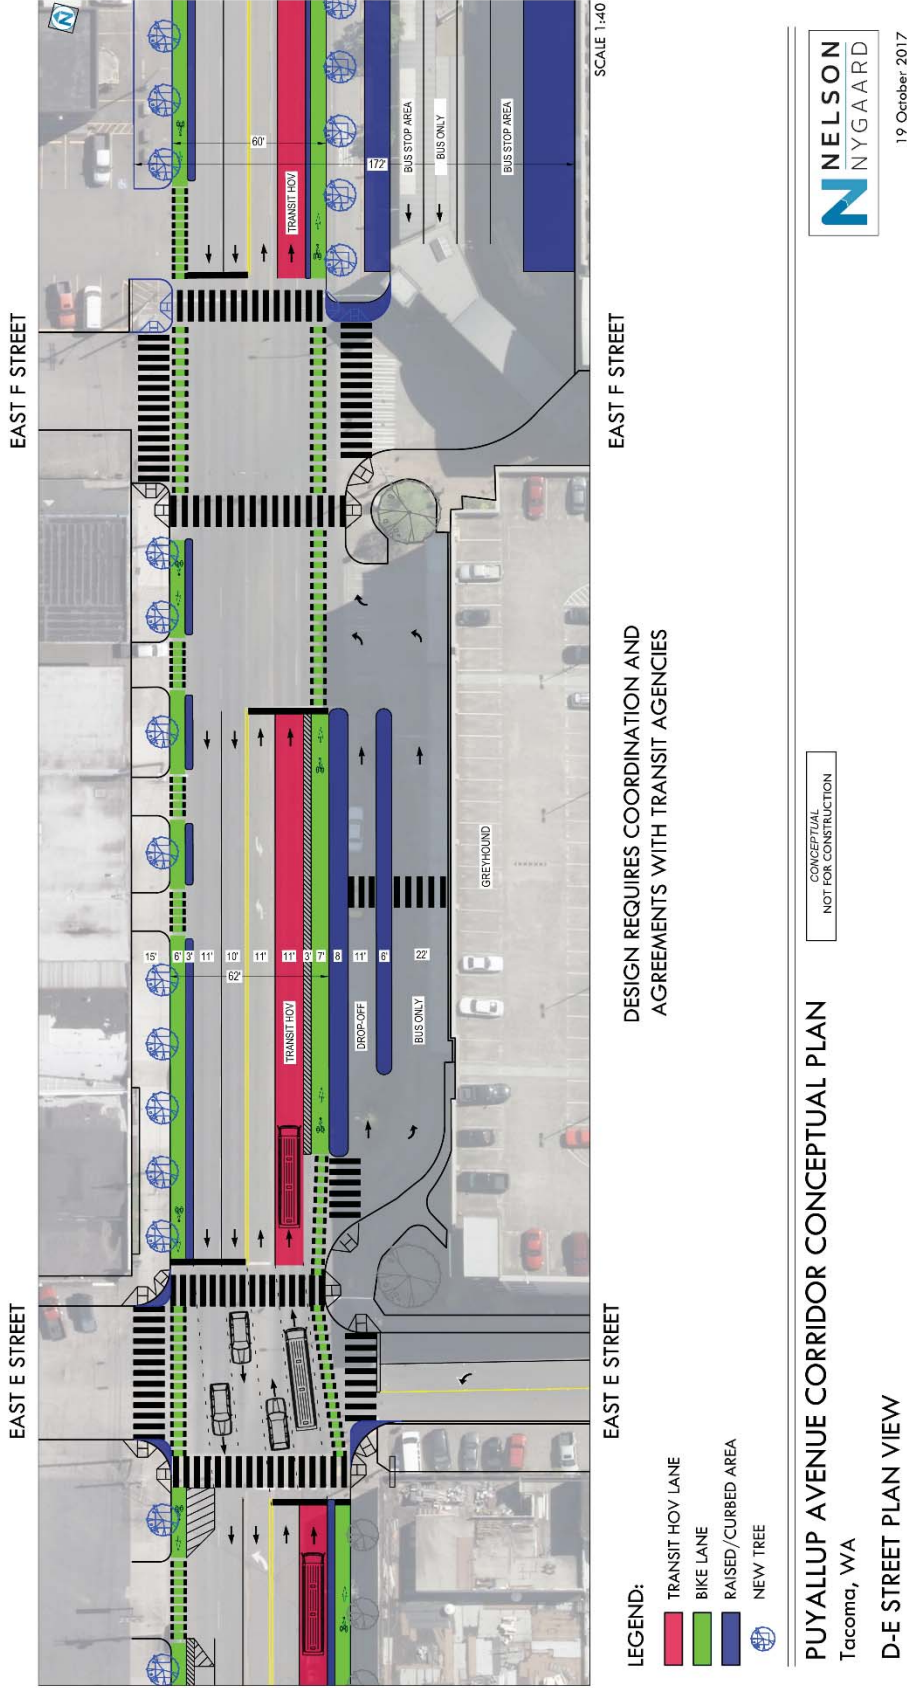 EAST E STREET
EAST F STREET
15'
6'
3'
11'
10'
11'
11'
3'
7'
8
11'
6'
22'
62'
TRANSIT HOV
DROP-OFF
BUS ONLY
GREYHOUND
60'
TRANSIT HOV
172'
BUS STOP AREA
BUS ONLY
BUS STOP AREA
EAST E STREET
EAST F STREET
SCALE 1:40
LEGEND:
TRANSIT HOV LANE
BIKE LANE
RAISED/CURBED AREA
NEW TREE
DESIGN REQUIRES COORDINATION AND
AGREEMENTS WITH TRANSIT AGENCIES
PUYALLUP AVENUE CORRIDOR CONCEPTUAL PLAN
Tacoma, WA
D-E STREET PLAN VIEW
CONCEPTUAL
NOT FOR CONSTRUCTION
N NELSON
NYGAARD
19 October 2017